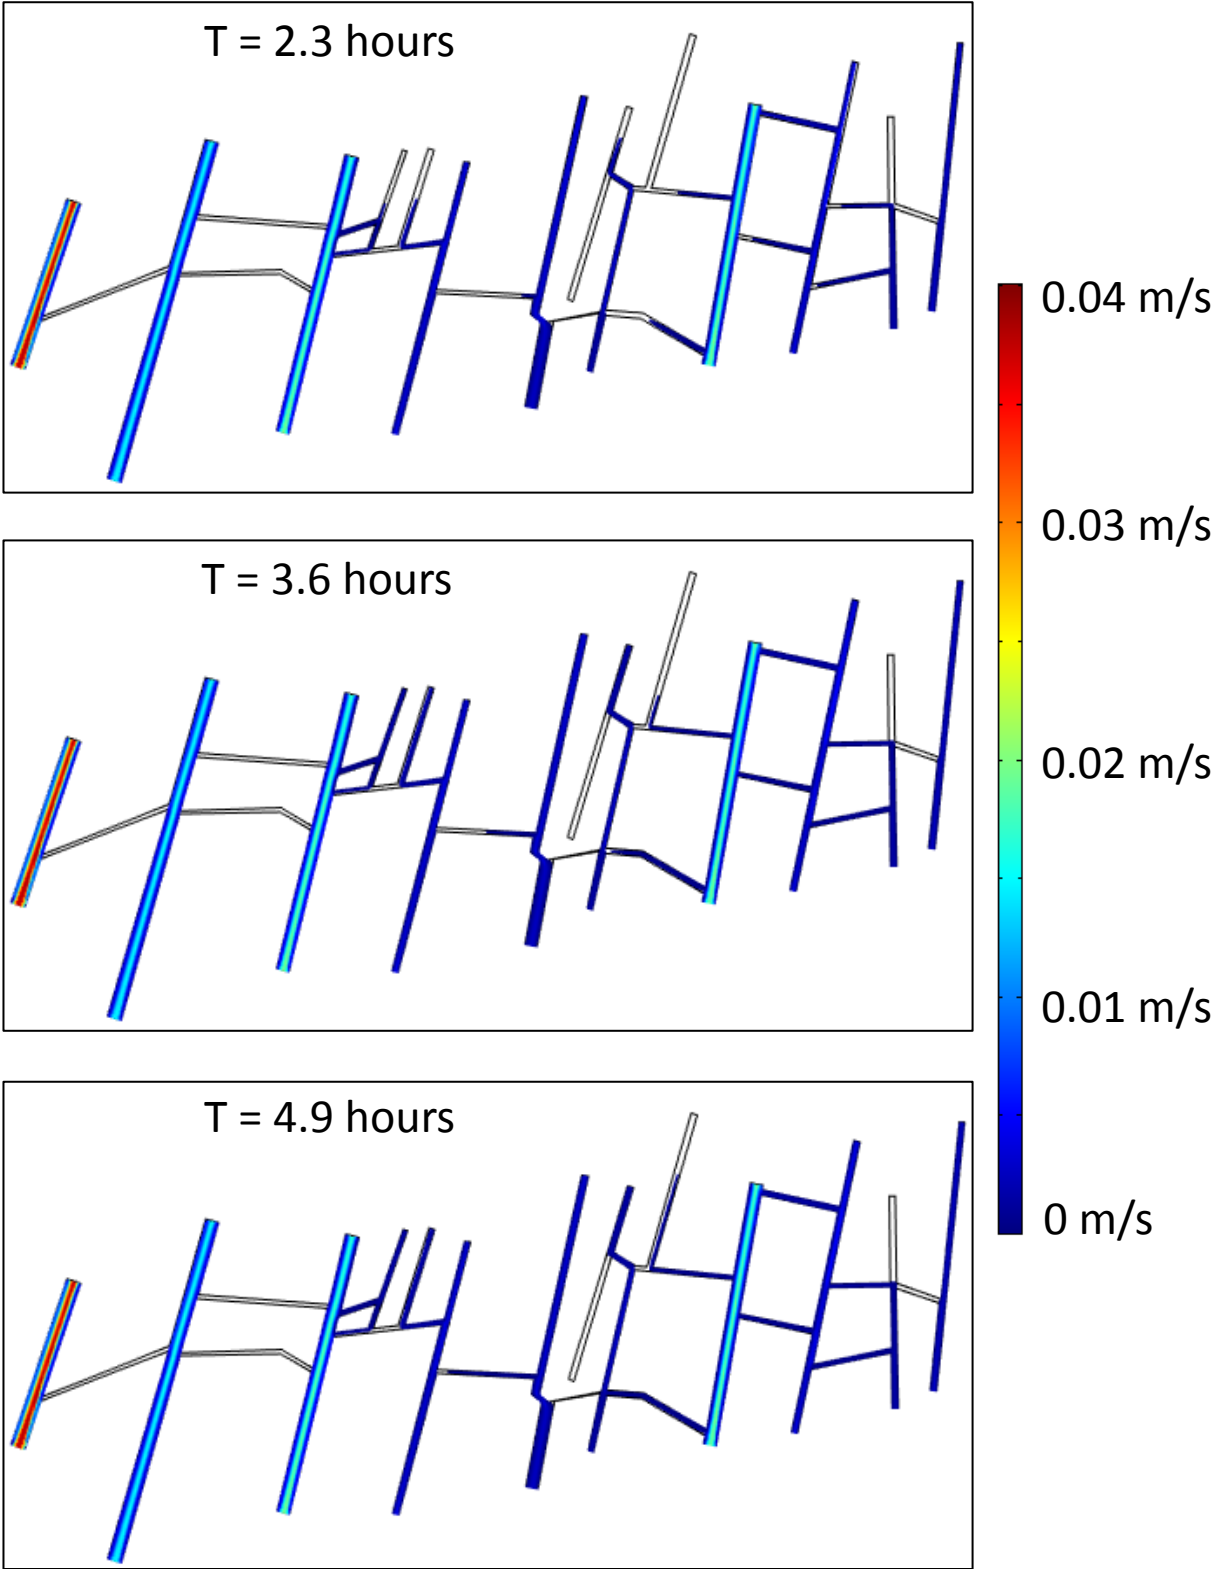 T = 2.3 hours
0.04 m/s
0.03 m/s
T = 3.6 hours
0.02 m/s
0.01 m/s
T = 4.9 hours
0 m/s